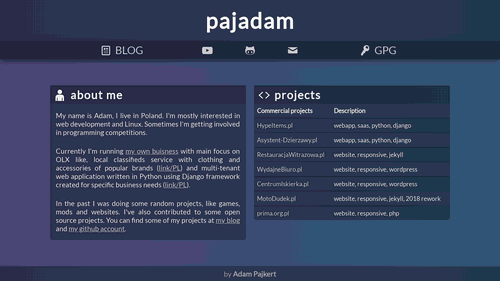 pajadam
BLOG
GPG
about me
My name is Adam, I live in Poland. I'm mostly interested in
web development and Linux. Sometimes I'm getting involved
in programming competitions.
Currently I'm running my own buisness with main focus on
OLX like, local classifieds service with clothing and
accessories of popular brands (link/PL) and multi-tenant
web application written in Python using Django framework
created for specific business needs (link/PL).
In the past I was doing some random projects, like games,
mods and websites. I've also contributed to some open
source projects. You can find some of my projects at my blog
and my github account.
<> projects
Commercial projects Description
HypeItems.pl webapp, saas, python, django
Asystent-Dzierzawy.pl webapp, saas, python, django
RestauracjaWitrazowa.pl website, responsive, jekyll
WydajneBiuro.pl website, responsive, wordpress
CentrumIskierka.pl website, responsive, wordpress
MotoDudek.pl website, responsive, jekyll, 2018 rework
prima.org.pl website, responsive, php
by Adam Pajkert